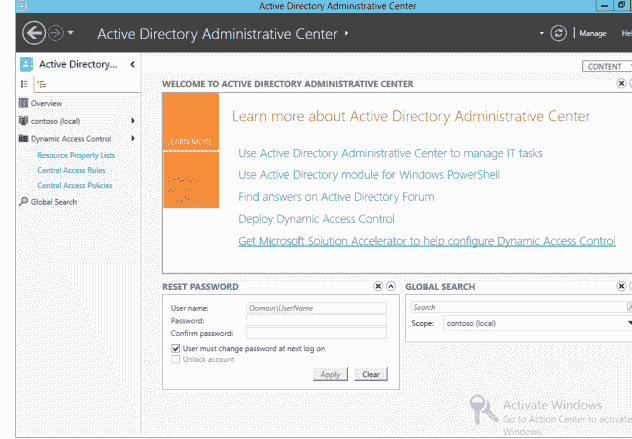 Active Directory Administrative Center
Active Directory Administrative Center
Manage
Active Directory...
CONTENT
Overview
contoso (local)
Dynamic Access Control
Resource Property Lists
Central Access Rules
Central Access Policies
Global Search
WELCOME TO ACTIVE DIRECTORY ADMINISTRATIVE CENTER
LEARN MORE
Learn more about Active Directory Administrative Center
Use Active Directory Administrative Center to manage IT tasks
Use Active Directory module for Windows PowerShell
Find answers on Active Directory Forum
Deploy Dynamic Access Control
Get Microsoft Solution Accelerator to help configure Dynamic Access Control
RESET PASSWORD
User name:
Domain\UserName
Password:
Confirm password:
User must change password at next log on
Unlock account
Apply
Clear
GLOBAL SEARCH
Search
Scope:
contoso (local)
Activate Windows
Go to Action Center to activate
Windows.